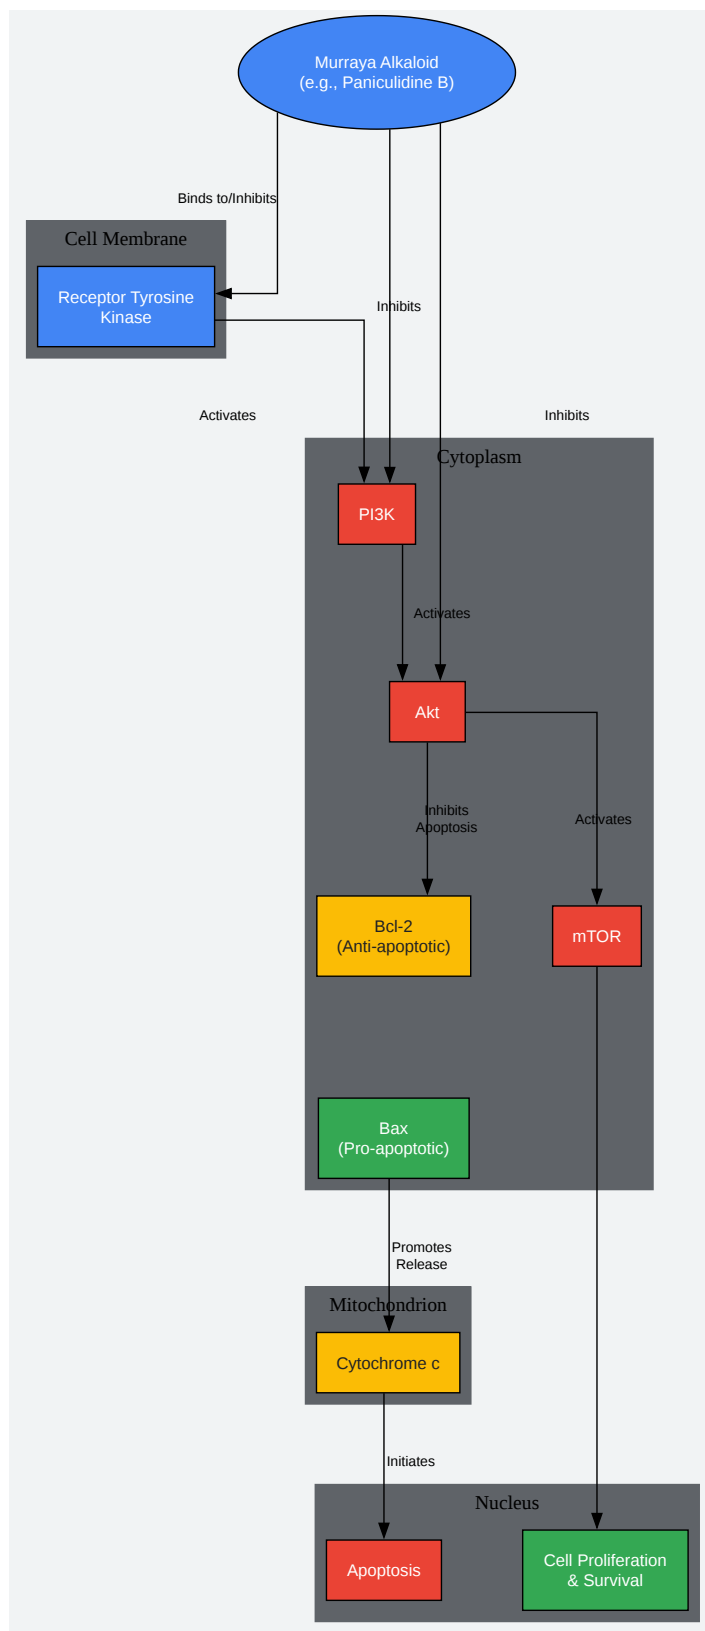 Murraya Alkaloid
(e.g., Paniculidine B)
Binds to/Inhibits
Cell Membrane
Receptor Tyrosine
Kinase
Inhibits
Activates
Inhibits
Cytoplasm
PI3K
Activates
Akt
Inhibits
Apoptosis
Activates
Bcl-2
(Anti-apoptotic)
mTOR
Bax
(Pro-apoptotic)
Promotes
Release
Mitochondrion
Cytochrome c
Initiates
Nucleus
Apoptosis
Cell Proliferation
& Survival